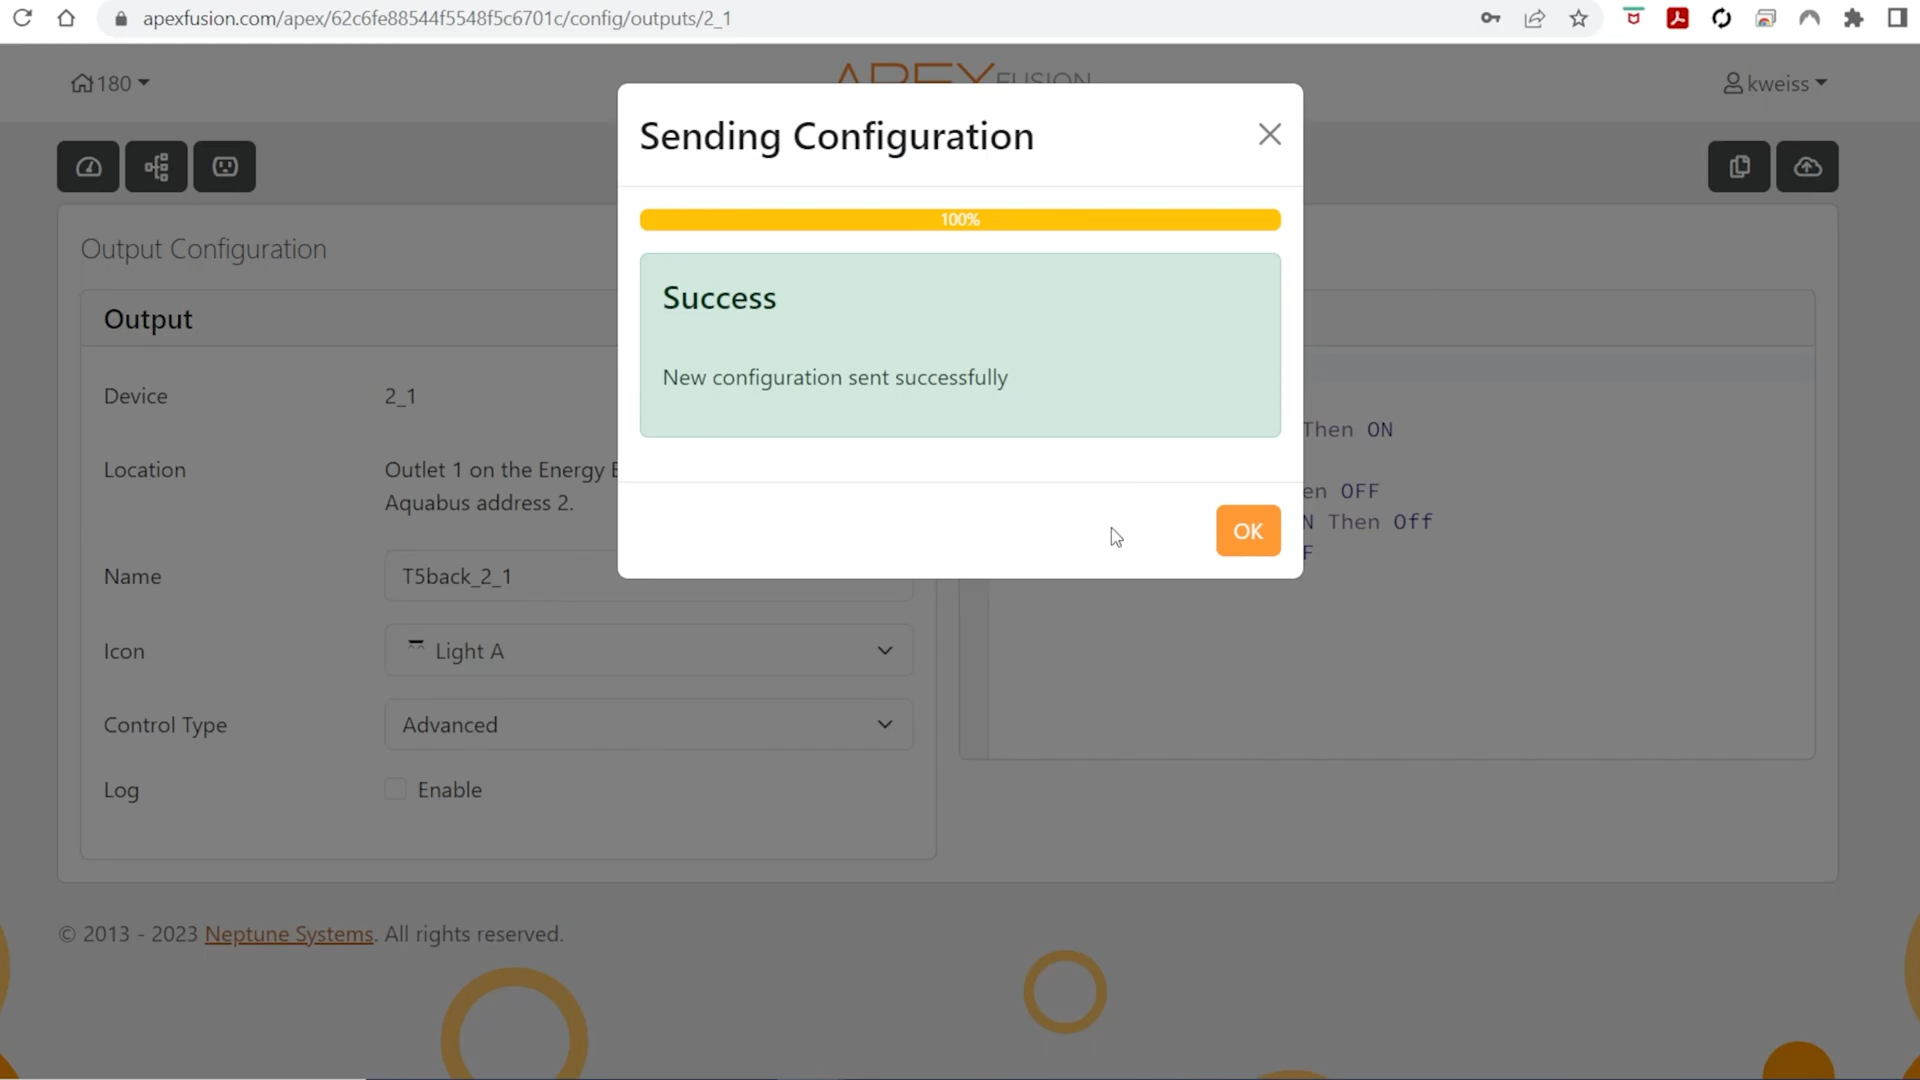 apexfusion.com/apex/62c6fe88544f5548f5c6701c/config/outputs/2_1
180
APEX FUSION
kweiss
Sending Configuration
100%
Success
New configuration sent successfully
OK
Output Configuration
Output
Device 2_1
Location Outlet 1 on the Energy
Aquabus address 2.
Name T5back_2_1
Icon Light A
Control Type Advanced
Log Enable
Then ON
en OFF
N Then Off
F
© 2013 - 2023 Neptune Systems. All rights reserved.